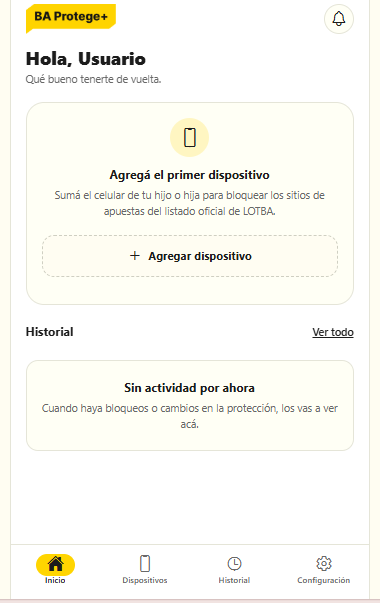 BA Protege+
Hola, Usuario
Qué bueno tenerte de vuelta.
Agregá el primer dispositivo
Sumá el celular de tu hijo o hija para bloquear los sitios de
apuestas del listado oficial de LOTBA.
+ Agregar dispositivo
Historial
Ver todo
Sin actividad por ahora
Cuando haya bloqueos o cambios en la protección, los vas a ver
acá.
Inicio
Dispositivos
Historial
Configuración